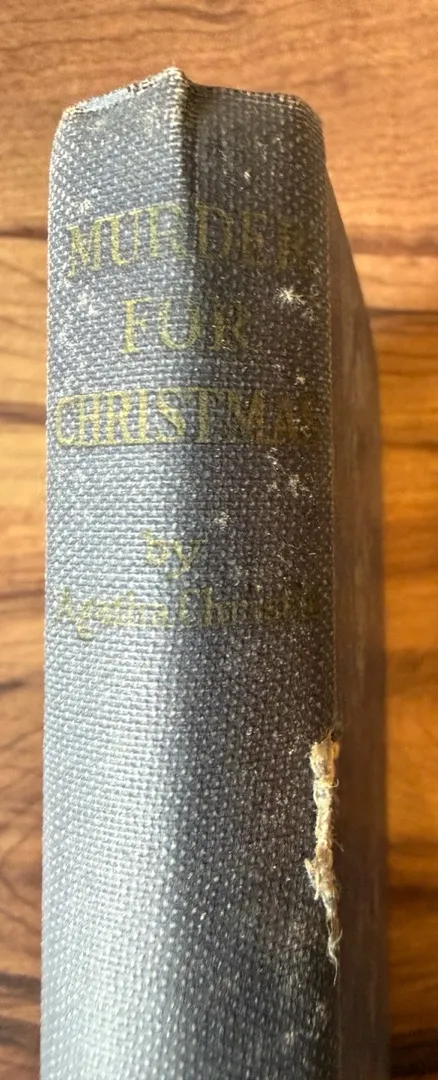 MURDER
FOR
CHRISTMAS
by
Agatha Christie